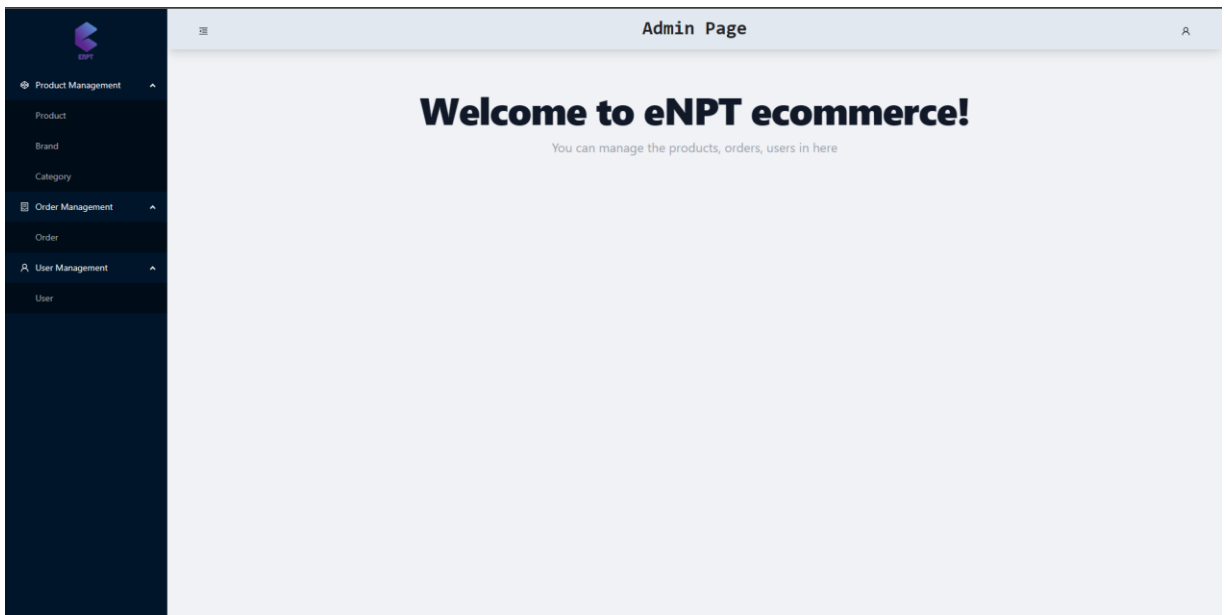 eNPT
Admin Page
Product Management
Product
Brand
Category
Order Management
Order
User Management
User
Welcome to eNPT ecommerce!
You can manage the products, orders, users in here